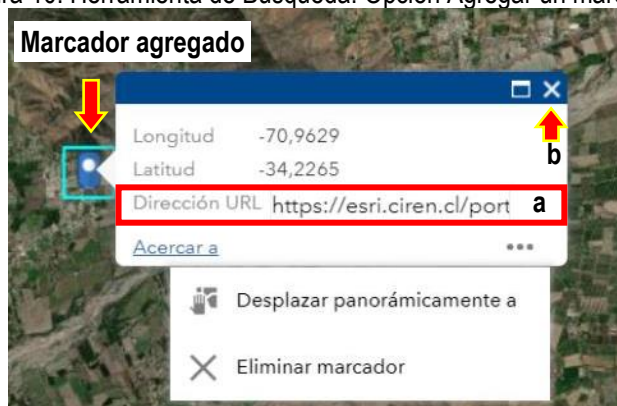 Marcador agregado
Longitud -70,9629
Latitud -34,2265
b
Dirección URL https://esri.ciren.cl/port a
Acercar a
Desplazar panorámicamente a
Eliminar marcador